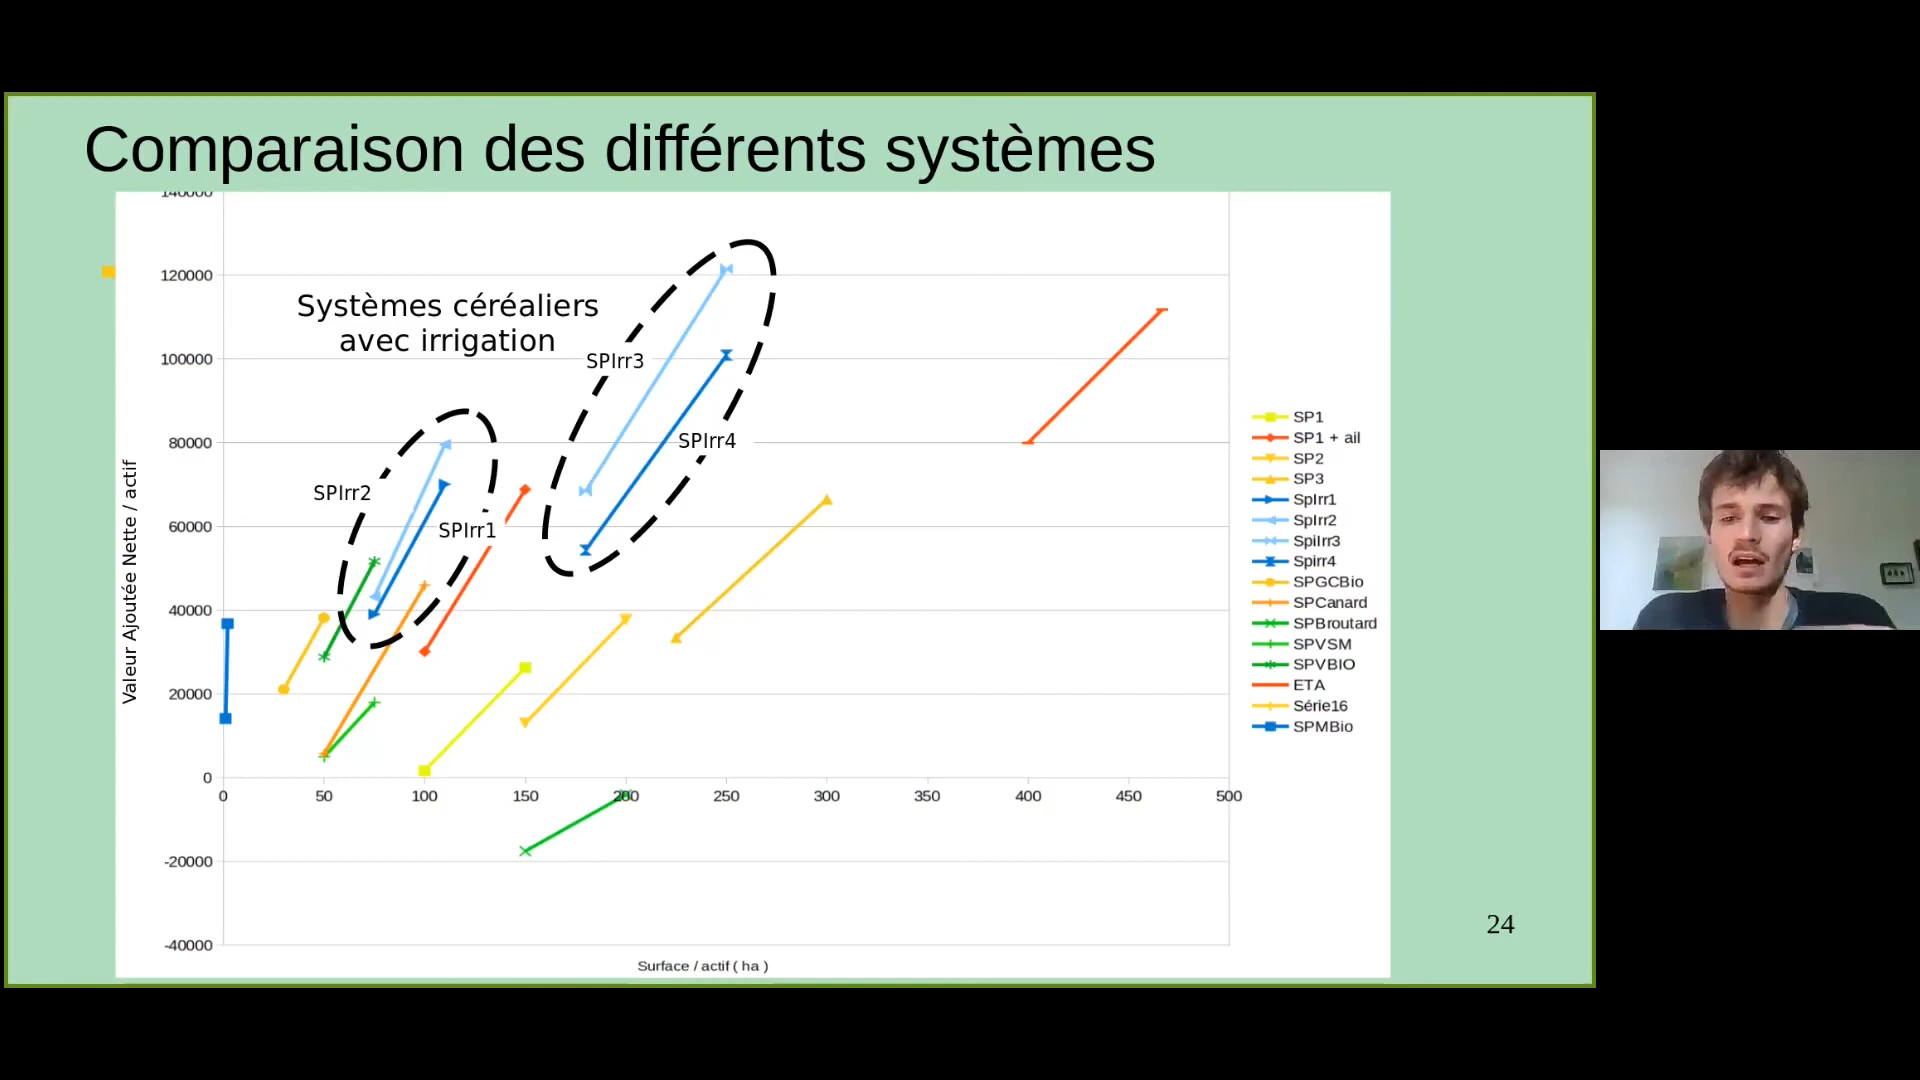 Comparaison des différents systèmes
140000
120000
100000
80000
60000
40000
20000
0
-20000
-40000
Valeur Ajoutée Nette / actif
Systèmes céréaliers
avec irrigation
SPIrr3
SPIrr4
SPIrr2
SPIrr1
0 50 100 150 200 250 300 350 400 450 500
Surface / actif ( ha )
SP1
SP1 + ail
SP2
SP3
SpIrr1
SpIrr2
SpiIrr3
Spirr4
SPGCBio
SPCanard
SPBroutard
SPVSM
SPVBIO
ETA
Série16
SPMBio
24